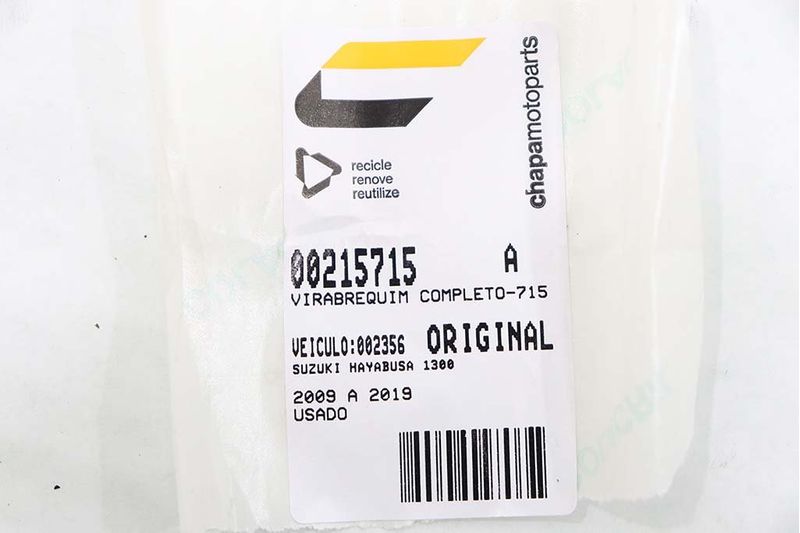 chapamotoparts
recicle
renove
reutilize
00215715 A
VIRABREQUIM COMPLETO-715
VEICULO:002356 ORIGINAL
SUZUKI HAYABUSA 1300
2009 A 2019
USADO